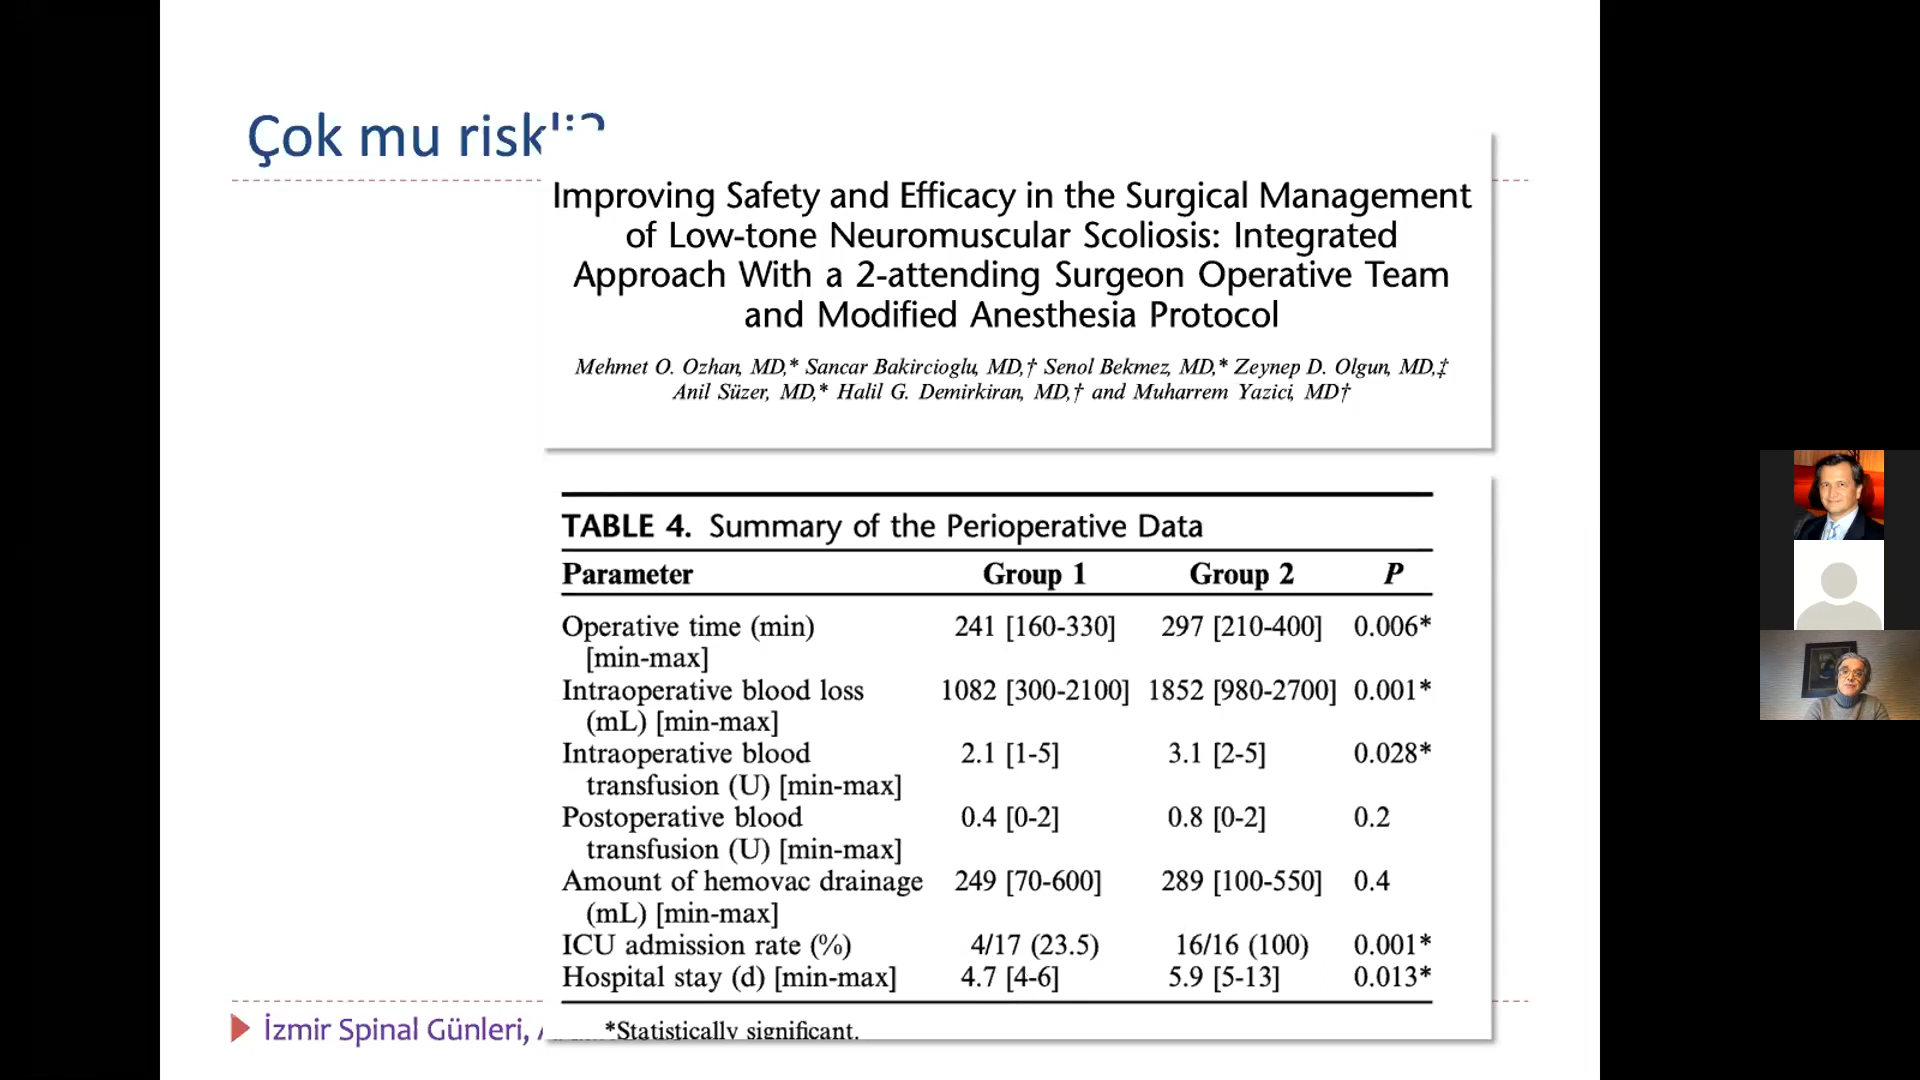 Çok mu riskli?
Improving Safety and Efficacy in the Surgical Management
of Low-tone Neuromuscular Scoliosis: Integrated
Approach With a 2-attending Surgeon Operative Team
and Modified Anesthesia Protocol
Mehmet O. Ozhan, MD,* Sancar Bakircioglu, MD,† Senol Bekmez, MD,* Zeynep D. Olgun, MD,‡
Anil Süzer, MD,* Halil G. Demirkiran, MD,† and Muharrem Yazici, MD†
TABLE 4. Summary of the Perioperative Data
Parameter Group 1 Group 2 P
Operative time (min) 241 [160-330] 297 [210-400] 0.006*
[min-max]
Intraoperative blood loss 1082 [300-2100] 1852 [980-2700] 0.001*
(mL) [min-max]
Intraoperative blood 2.1 [1-5] 3.1 [2-5] 0.028*
transfusion (U) [min-max]
Postoperative blood 0.4 [0-2] 0.8 [0-2] 0.2
transfusion (U) [min-max]
Amount of hemovac drainage 249 [70-600] 289 [100-550] 0.4
(mL) [min-max]
ICU admission rate (%) 4/17 (23.5) 16/16 (100) 0.001*
Hospital stay (d) [min-max] 4.7 [4-6] 5.9 [5-13] 0.013*
*Statistically significant.
İzmir Spinal Günleri,